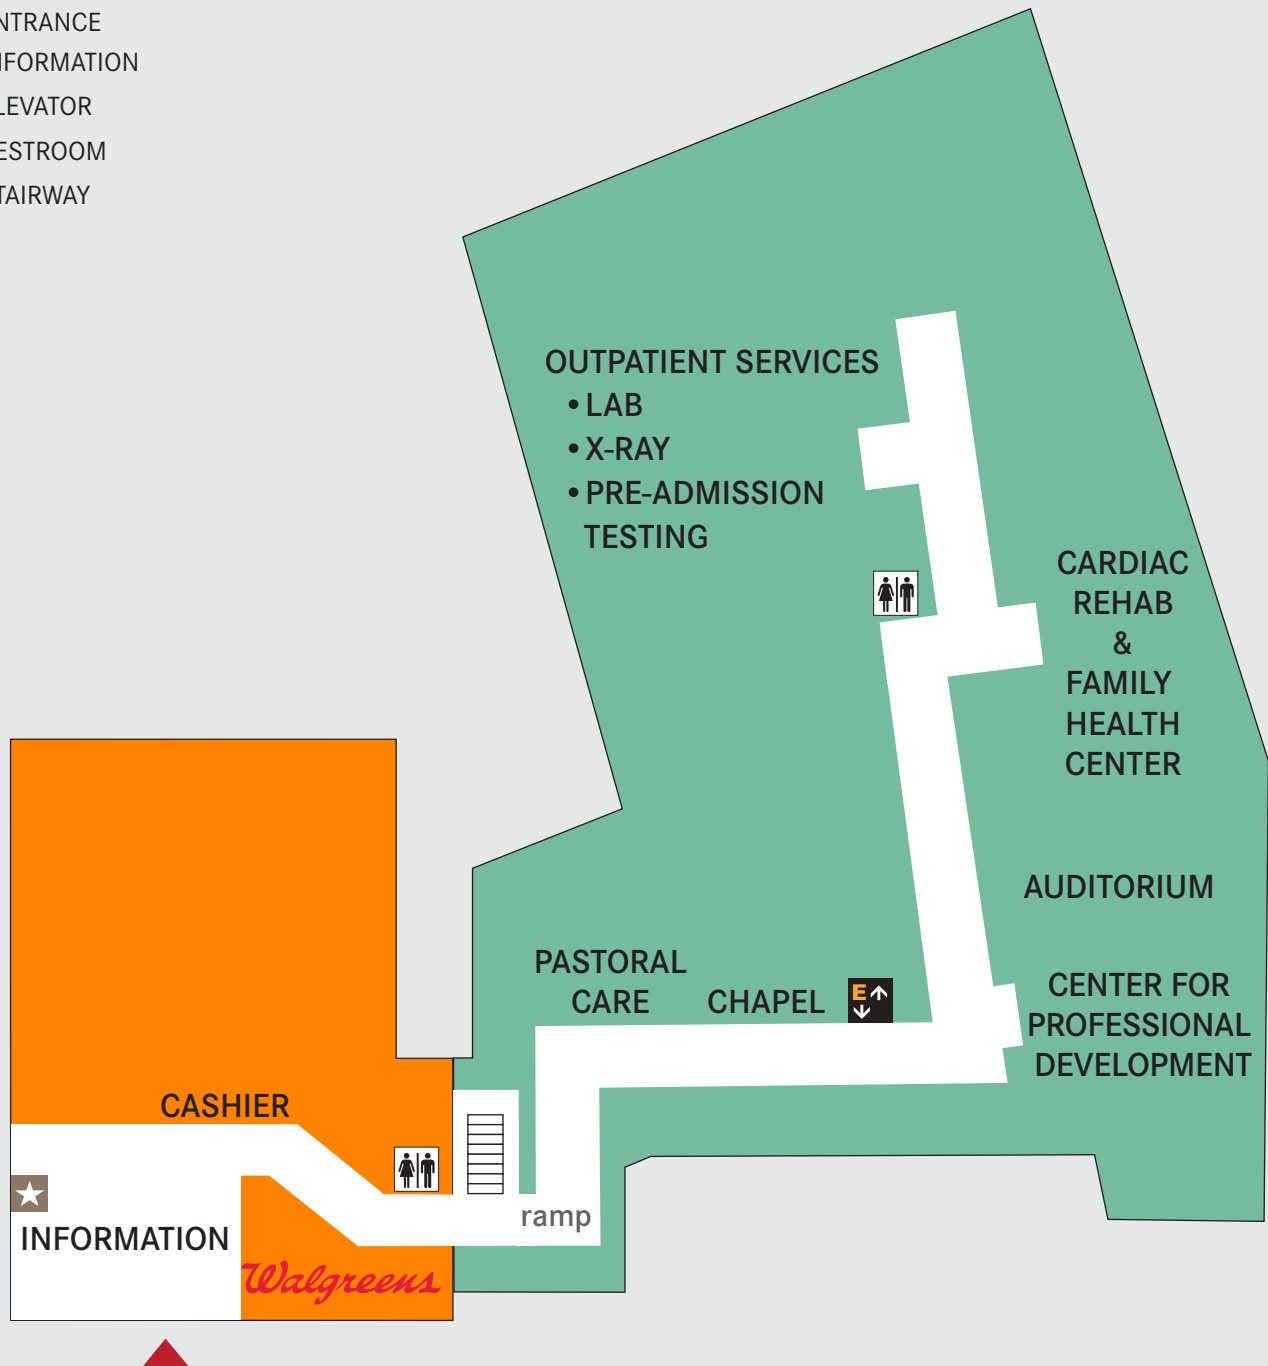 NTRANCE
NFORMATION
LEVATOR
ESTROOM
TAIRWAY
OUTPATIENT SERVICES
• LAB
• X-RAY
• PRE-ADMISSION
TESTING
CARDIAC
REHAB
&
FAMILY
HEALTH
CENTER
AUDITORIUM
PASTORAL
CARE
CHAPEL
E
CENTER FOR
PROFESSIONAL
DEVELOPMENT
CASHIER
ramp
INFORMATION
Walgreens